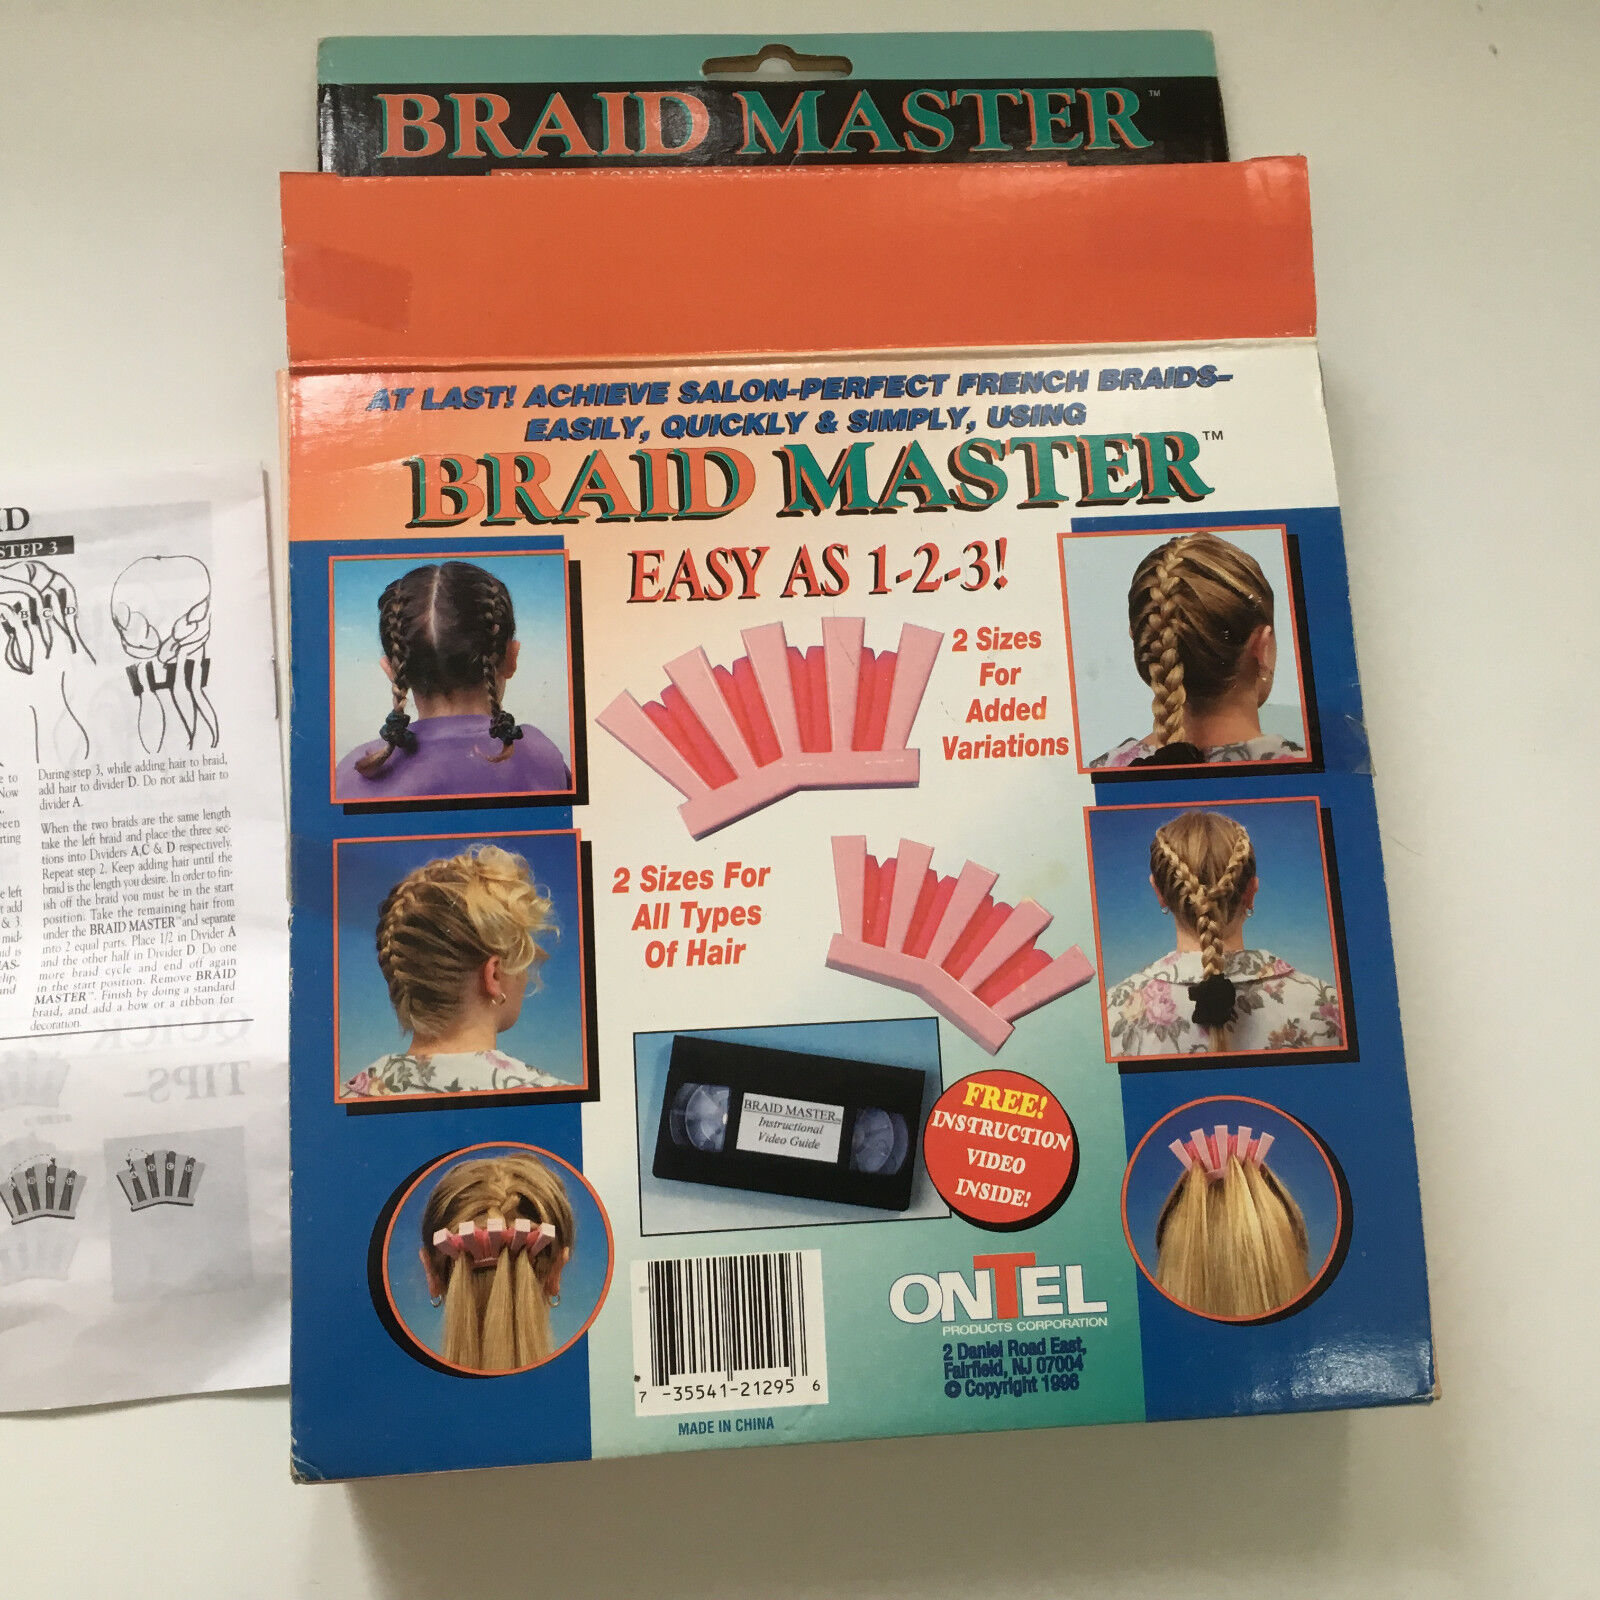 BRAID MASTER™
DO-IT-YOURSELF HAIR BRAIDING SYSTEM
AT LAST! ACHIEVE SALON-PERFECT FRENCH BRAIDS-
EASILY, QUICKLY & SIMPLY, USING
BRAID MASTER™
EASY AS 1-2-3!
2 Sizes
For
Added
Variations
2 Sizes For
All Types
Of Hair
BRAID MASTER™
Instructional
Video Guide
FREE!
INSTRUCTION
VIDEO
INSIDE!
ONTEL
PRODUCTS CORPORATION
2 Daniel Road East,
Fairfield, NJ 07004
© Copyright 1996
7 -35541-21295 6
MADE IN CHINA
STEP 3
A B C D
During step 3, while adding hair to braid,
add hair to divider D. Do not add hair to
divider A.
When the two braids are the same length
take the left braid and place the three sec-
tions into Dividers A,C & D respectively.
Repeat step 2. Keep adding hair until the
braid is the length you desire. In order to fin-
ish off the braid you must be in the start
position. Take the remaining hair from
under the BRAID MASTER™ and separate
into 2 equal parts. Place 1/2 in Divider A
and the other half in Divider D. Do one
more braid cycle and end off again
in the start position. Remove BRAID
MASTER™. Finish by doing a standard
braid, and add a bow or a ribbon for
decoration.
QUICK
TIPS-
A B C D